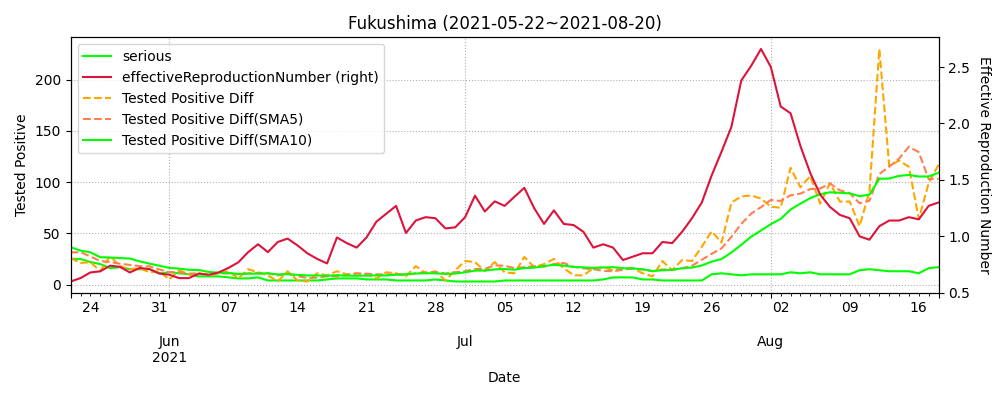 Fukushima (2021-05-22~2021-08-20)
serious
effectiveReproductionNumber (right)
Tested Positive Diff
Tested Positive Diff(SMA5)
Tested Positive Diff(SMA10)
Tested Positive
200
150
100
50
0
Effective Reproduction Number
2.5
2.0
1.5
1.0
0.5
24 31 07 14 21 28 05 12 19 26 02 09 16
Jun Jul Aug
2021
Date